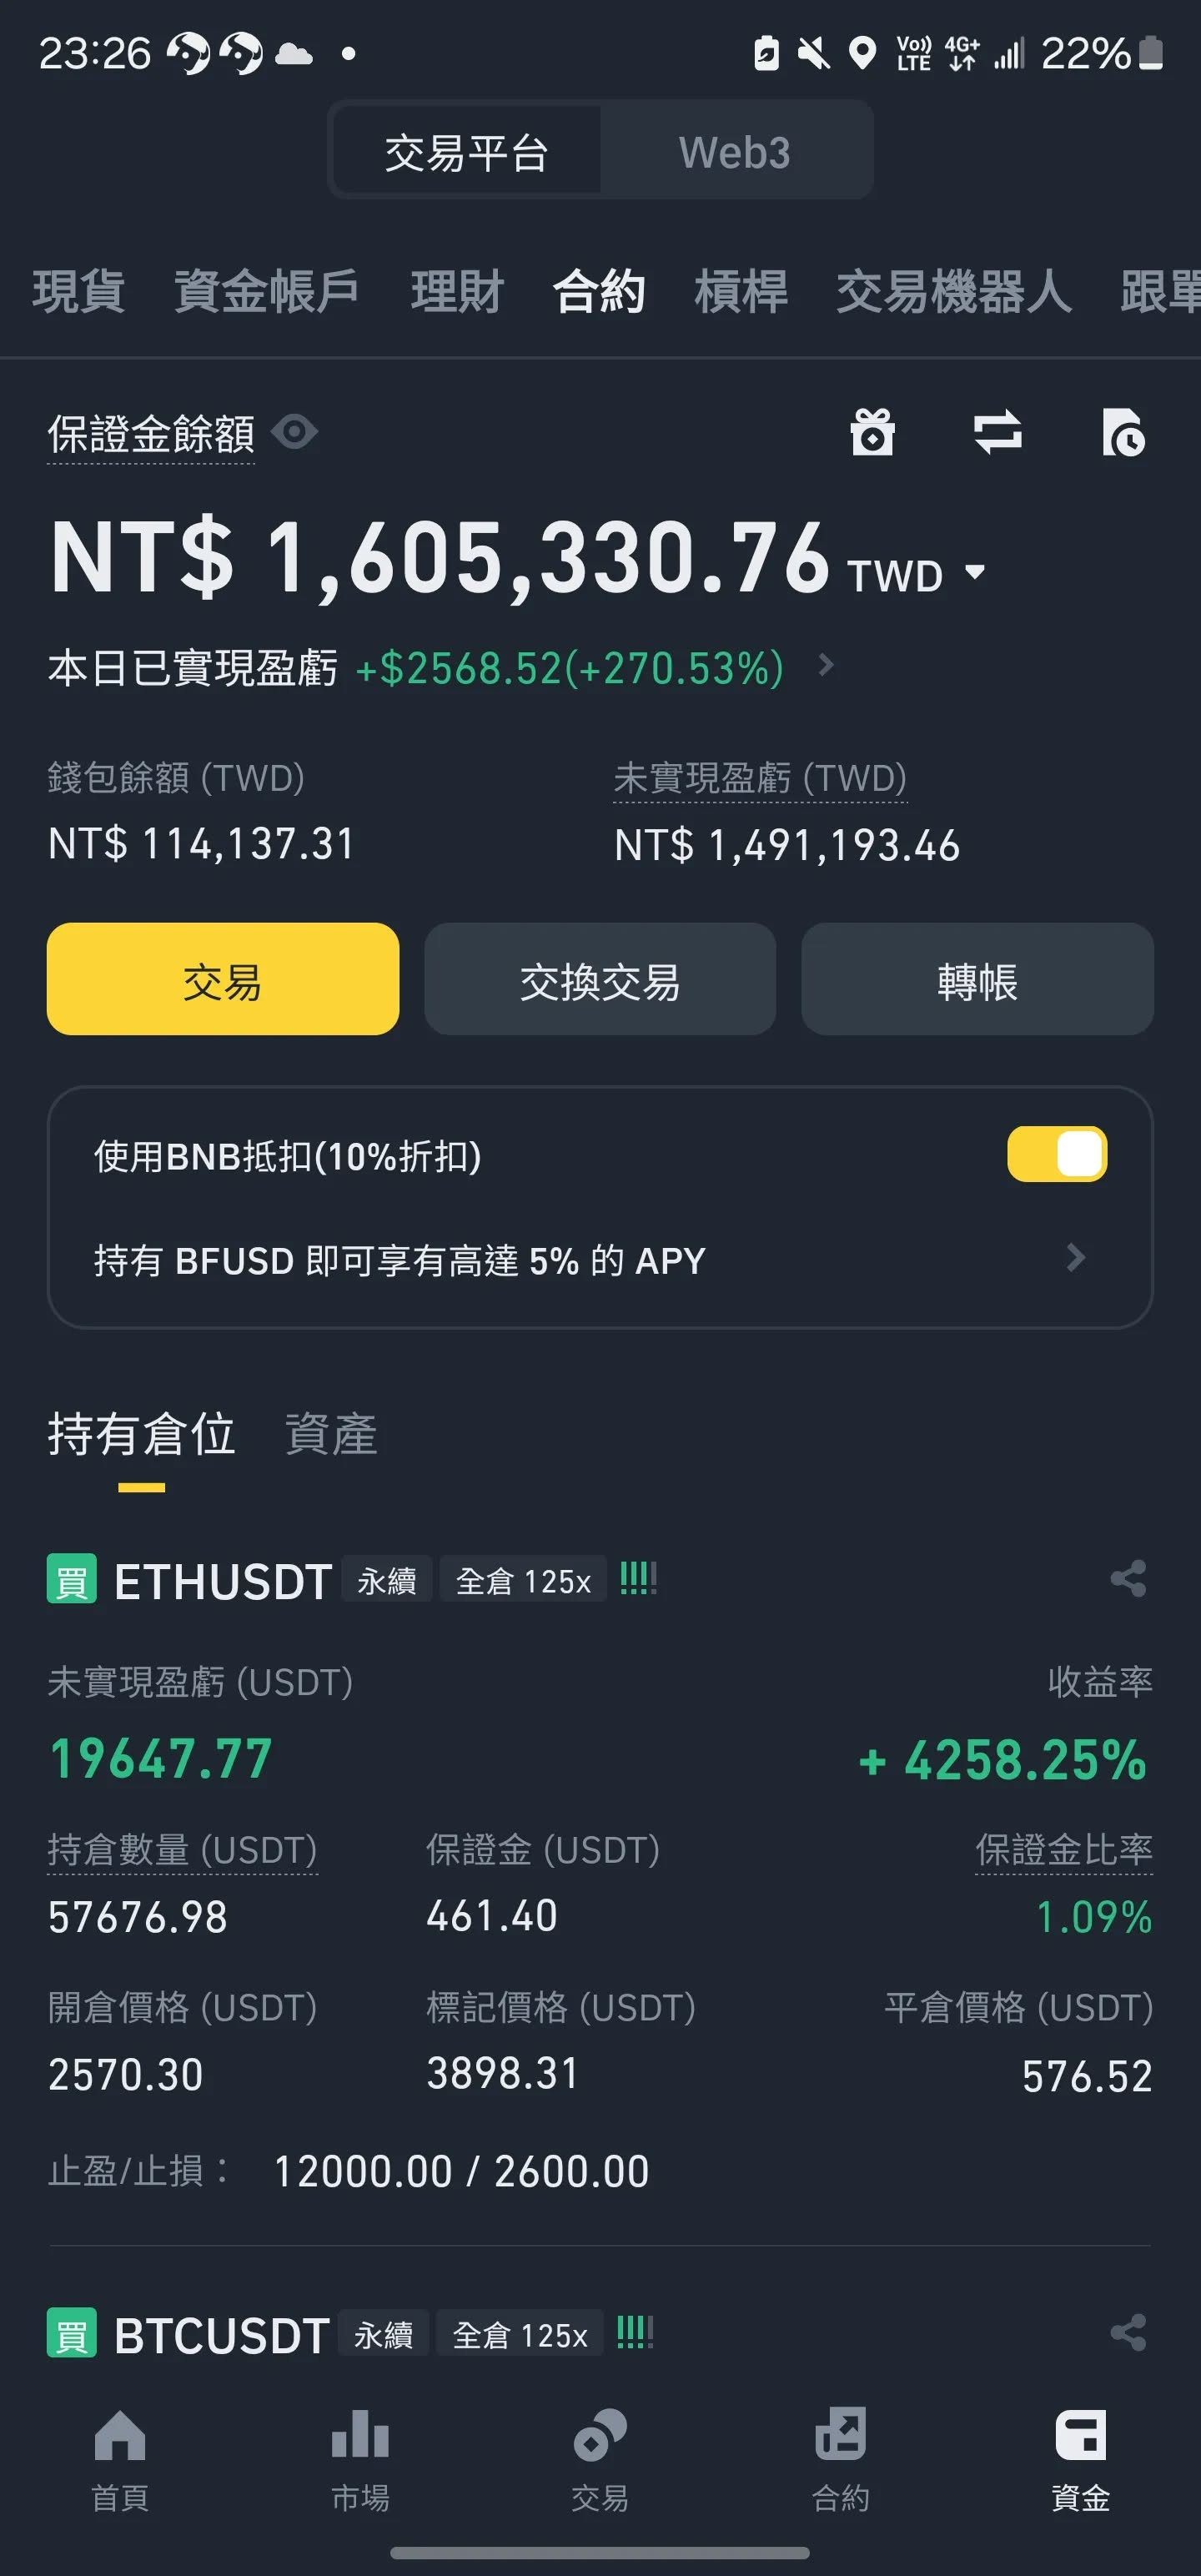 23:26 Vo)) LTE 4G+ 22%
交易平台 Web3
現貨 資金帳戶 理財 合約 槓桿 交易機器人 跟單
保證金餘額
NT$ 1,605,330.76 TWD
本日已實現盈虧 +$2568.52(+270.53%)
錢包餘額 (TWD) 未實現盈虧 (TWD)
NT$ 114,137.31 NT$ 1,491,193.46
交易 交換交易 轉帳
使用BNB抵扣(10%折扣)
持有 BFUSD 即可享有高達 5% 的 APY
持有倉位 資產
買 ETHUSDT 永續 全倉 125x
未實現盈虧 (USDT) 收益率
19647.77 + 4258.25%
持倉數量 (USDT) 保證金 (USDT) 保證金比率
57676.98 461.40 1.09%
開倉價格 (USDT) 標記價格 (USDT) 平倉價格 (USDT)
2570.30 3898.31 576.52
止盈/止損： 12000.00 / 2600.00
買 BTCUSDT 永續 全倉 125x
首頁 市場 交易 合約 資金